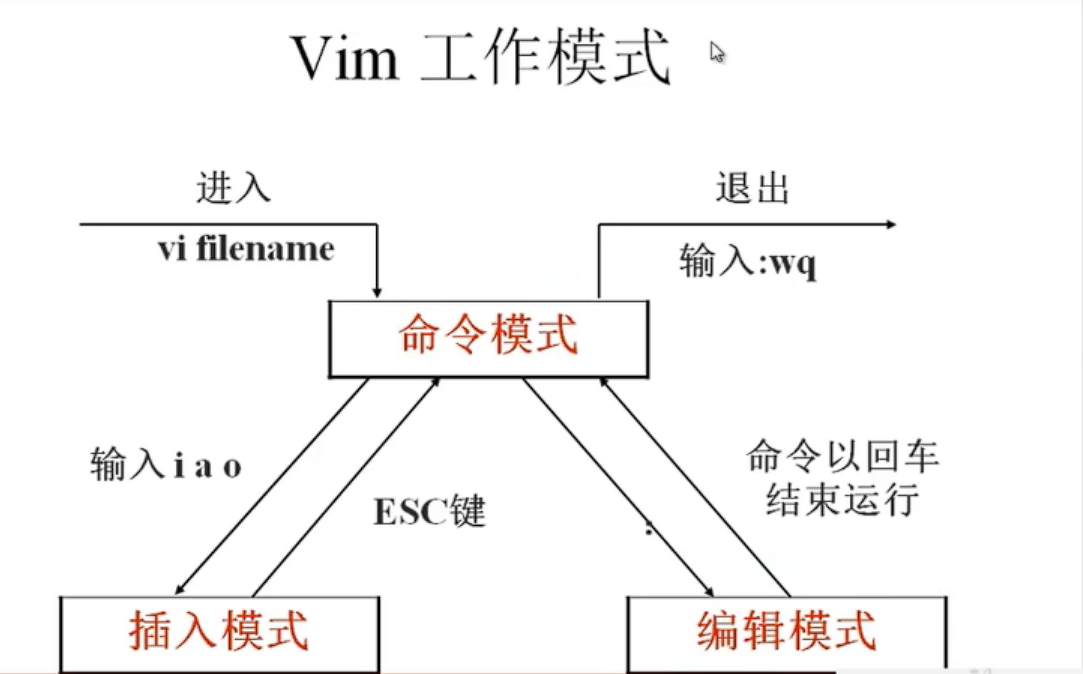 Vim 工作模式
进入
退出
vi filename
输入:wq
命令模式
输入 i a o
命令以回车
结束运行
ESC键
:
插入模式
编辑模式